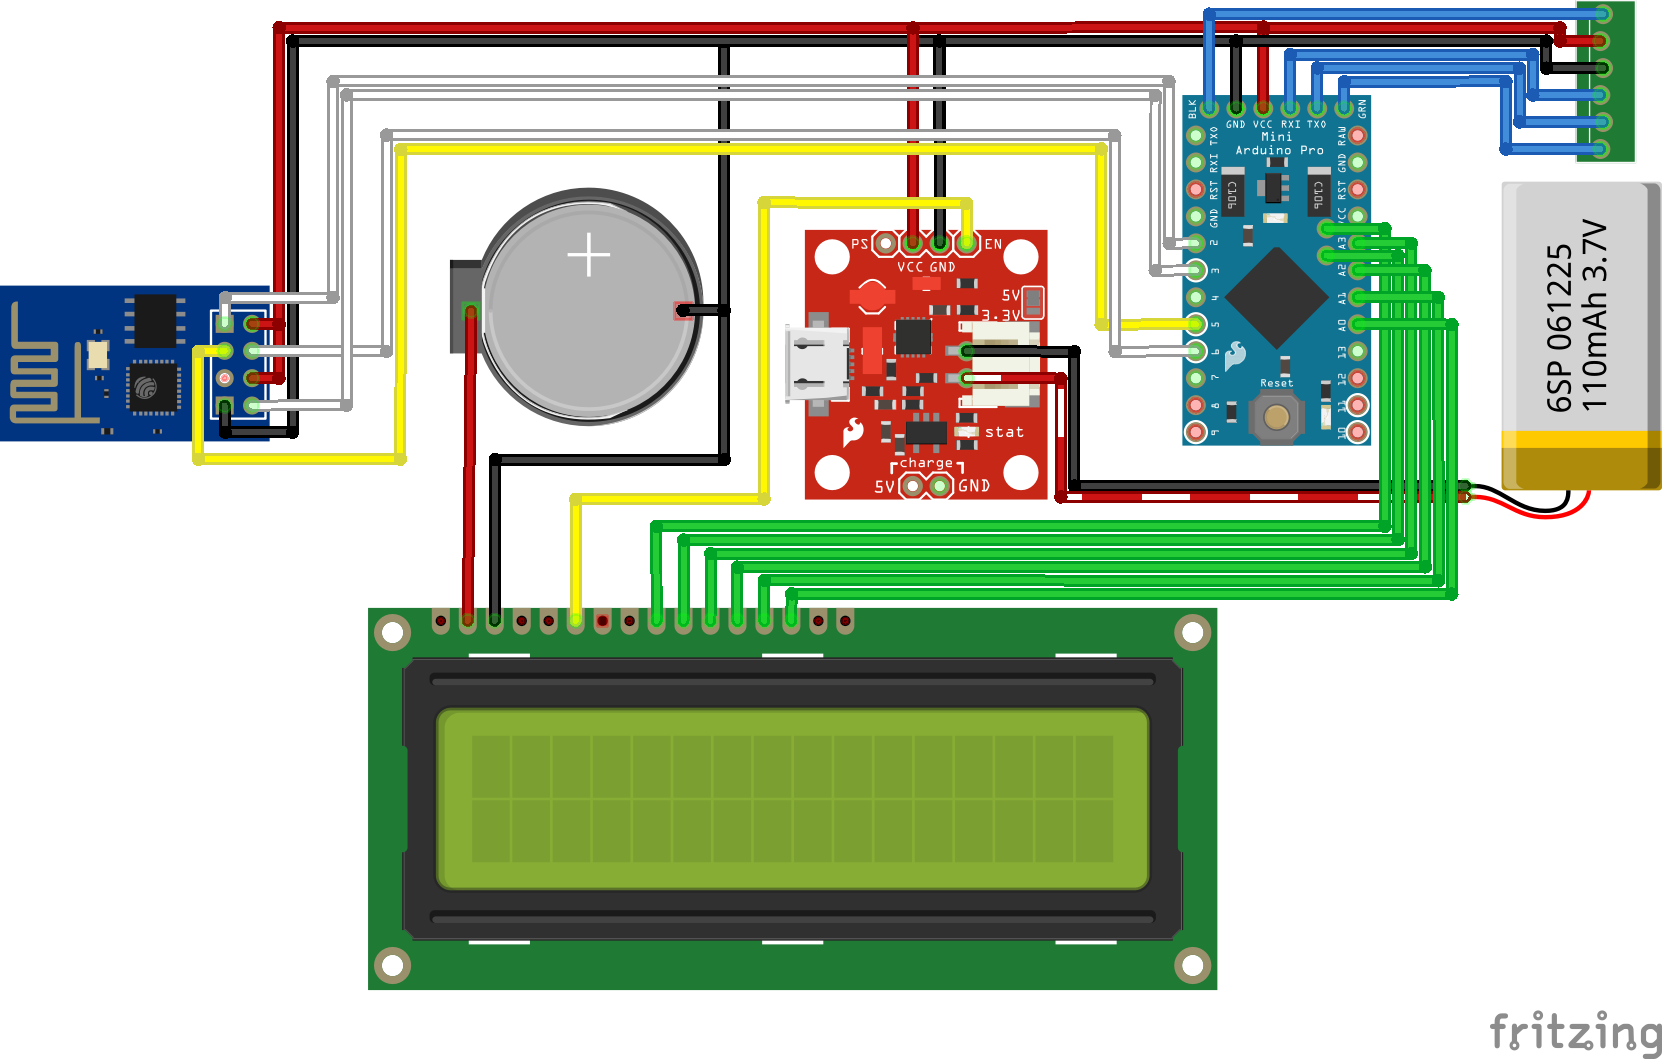 BLK
GND VCC RXI TXO
GRN
Mini
Arduino Pro
TXO
RXI
RST
GND
2
3
4
5
6
7
8
9
RAW
GND
RST
VCC
A3
A2
A1
A0
13
12
11
10
C106
C106
Reset
6SP 061225
110mAh 3.7V
PS
EN
VCC GND
5V
3.3V
stat
charge
5V
GND
fritzing